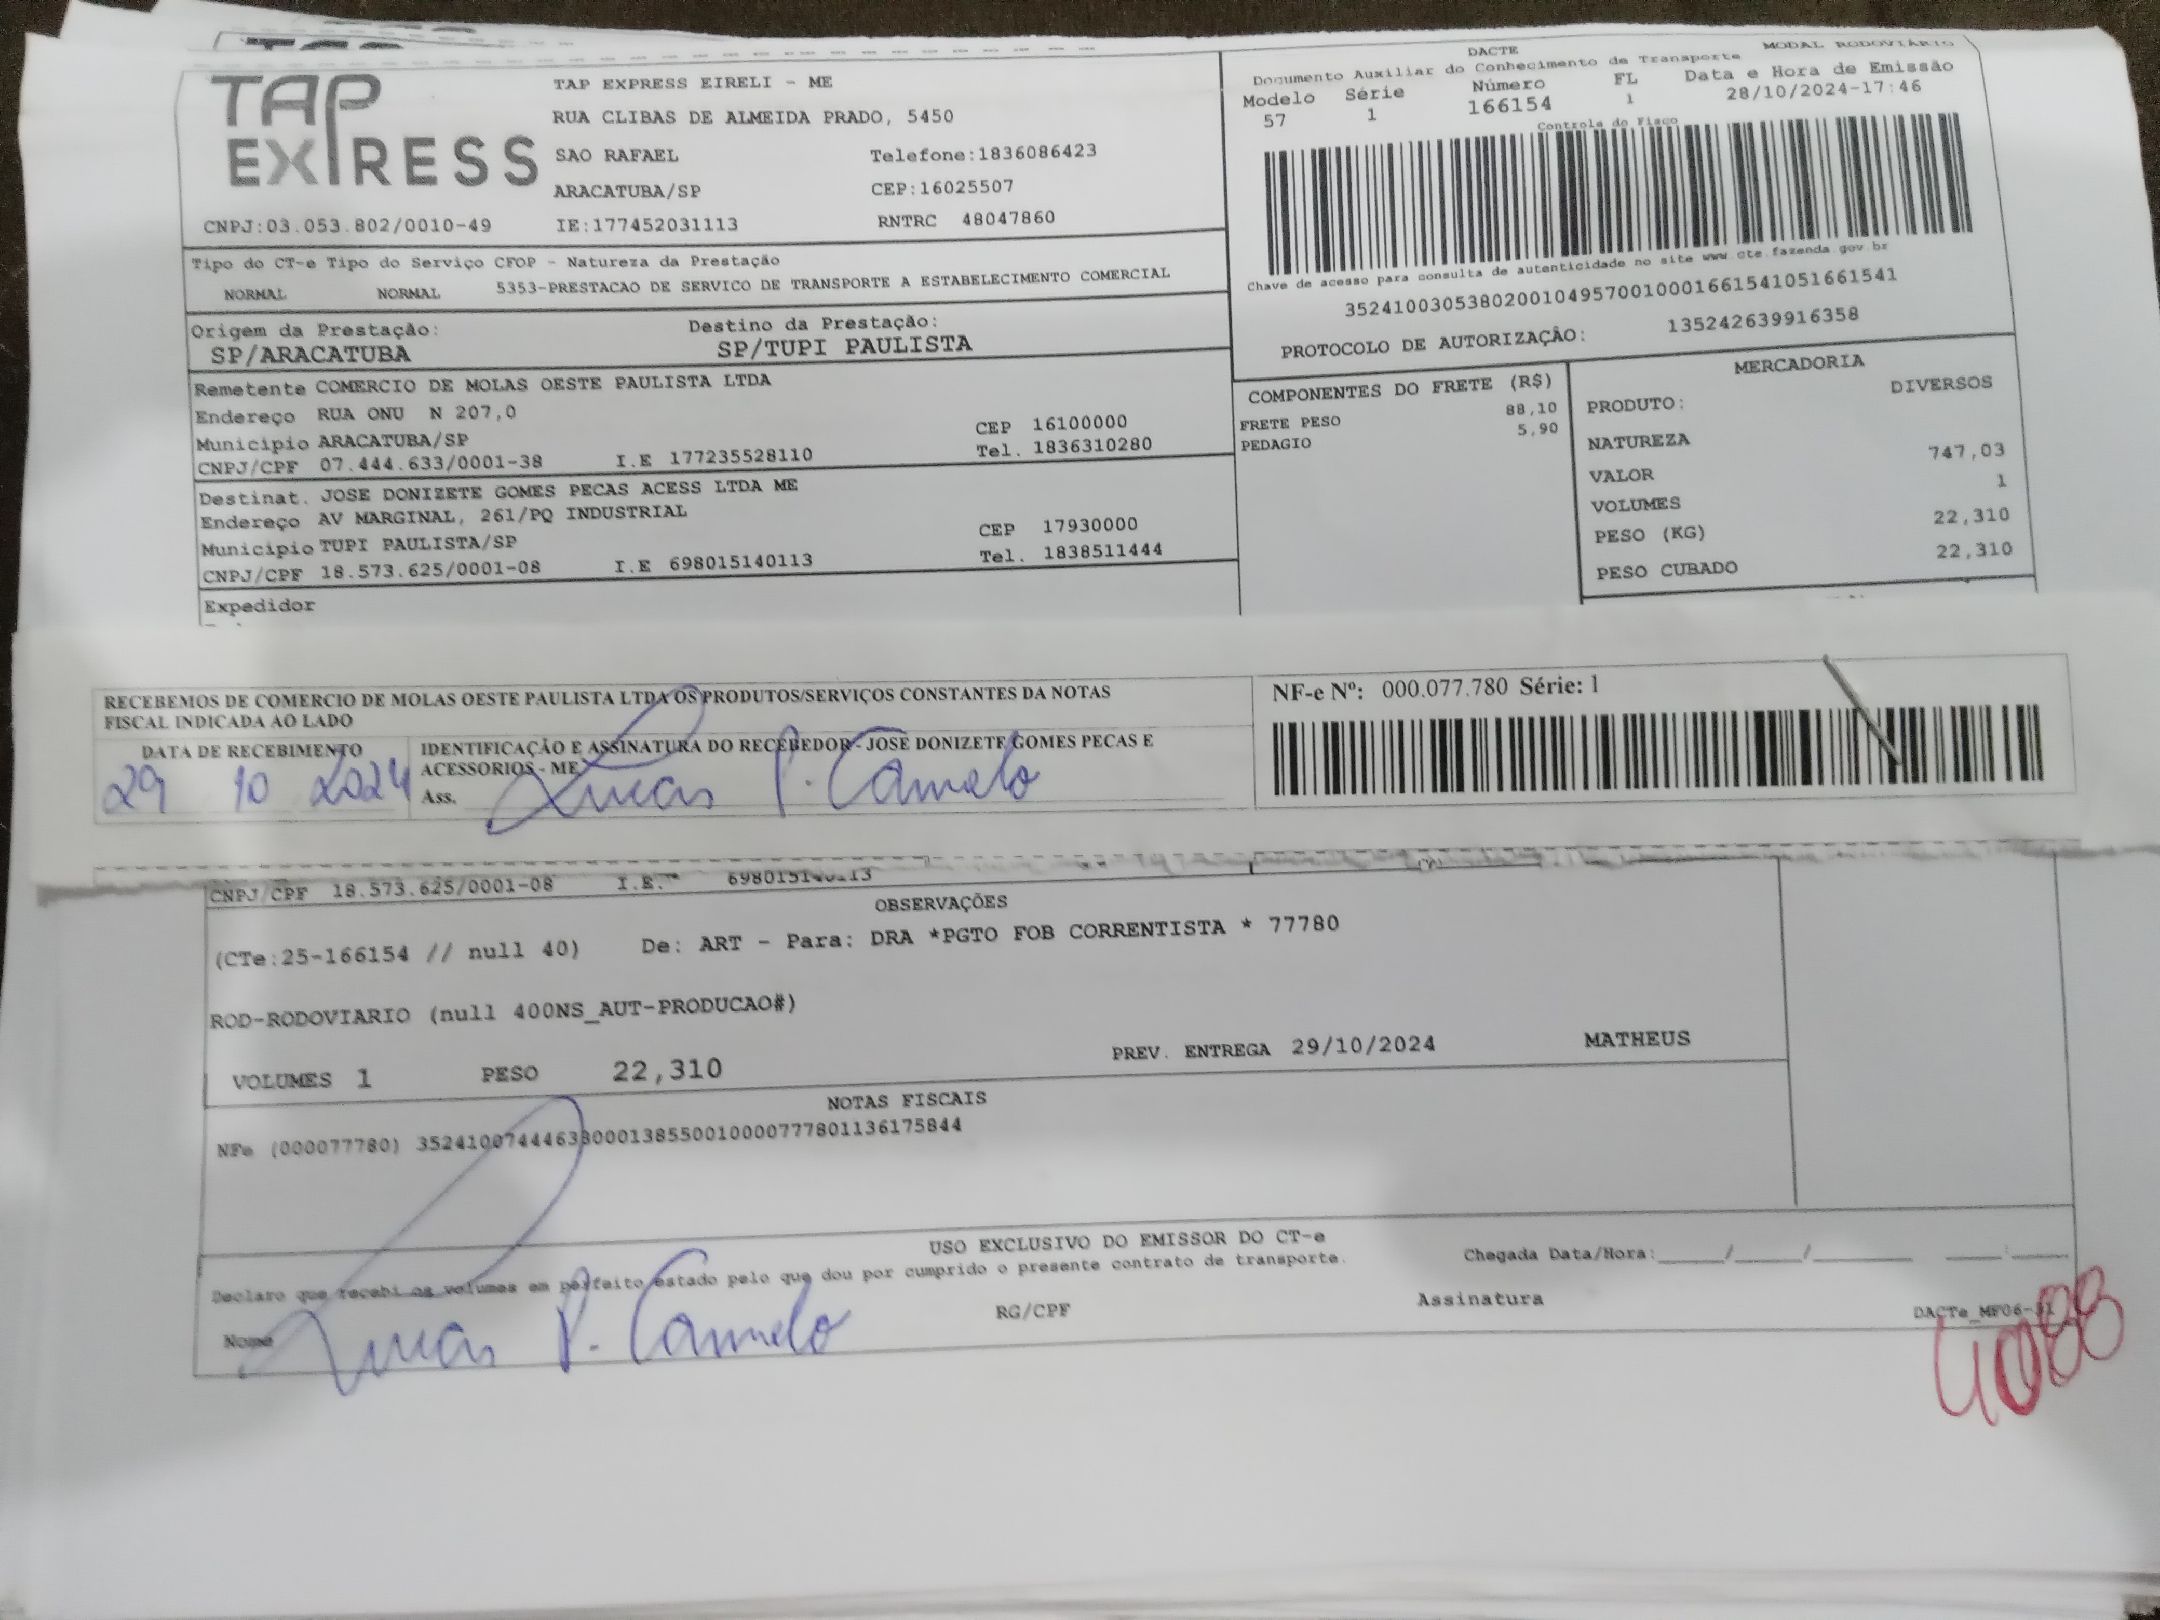 TAP
EXPRESS
TAP EXPRESS EIRELI - ME
RUA CLIBAS DE ALMEIDA PRADO, 5450
SAO RAFAEL Telefone:1836086423
ARACATUBA/SP CEP:16025507
CNPJ:03.053.802/0010-49 IE:177452031113 RNTRC 48047860
DACTE MODAL RODOVIÁRIO
Documento Auxiliar do Conhecimento de Transporte
Modelo Série Número FL Data e Hora de Emissão
57 1 166154 1 28/10/2024-17:46
Controle do Fisco
Chave de acesso para consulta de autenticidade no site www.cte.fazenda.gov.br
35241003053802001049570010001661541051661541
PROTOCOLO DE AUTORIZAÇÃO: 135242639916358
Tipo do CT-e Tipo do Serviço CFOP - Natureza da Prestação
NORMAL NORMAL 5353-PRESTACAO DE SERVICO DE TRANSPORTE A ESTABELECIMENTO COMERCIAL
Origem da Prestação: Destino da Prestação:
SP/ARACATUBA SP/TUPI PAULISTA
Remetente COMERCIO DE MOLAS OESTE PAULISTA LTDA
Endereço RUA ONU N 207,0 CEP 16100000
Município ARACATUBA/SP Tel. 1836310280
CNPJ/CPF 07.444.633/0001-38 I.E 177235528110
Destinat. JOSE DONIZETE GOMES PECAS ACESS LTDA ME
Endereço AV MARGINAL, 261/PQ INDUSTRIAL CEP 17930000
Município TUPI PAULISTA/SP Tel. 1838511444
CNPJ/CPF 18.573.625/0001-08 I.E 698015140113
Expedidor
COMPONENTES DO FRETE (R$)
FRETE PESO 88,10
PEDAGIO 5,90
MERCADORIA
PRODUTO: DIVERSOS
NATUREZA
VALOR 747,03
VOLUMES 1
PESO (KG) 22,310
PESO CUBADO 22,310
RECEBEMOS DE COMERCIO DE MOLAS OESTE PAULISTA LTDA OS PRODUTOS/SERVIÇOS CONSTANTES DA NOTAS
FISCAL INDICADA AO LADO
DATA DE RECEBIMENTO
29 10 2024
IDENTIFICAÇÃO E ASSINATURA DO RECEBEDOR - JOSE DONIZETE GOMES PECAS E
ACESSORIOS - ME
Ass. Lucas P. Camelo
NF-e Nº: 000.077.780 Série: 1
CNPJ/CPF 18.573.625/0001-08 I.E. 698015140113
OBSERVAÇÕES
(CTe:25-166154 // null 40) De: ART - Para: DRA *PGTO FOB CORRENTISTA * 77780
ROD-RODOVIARIO (null 400NS_AUT-PRODUCAO#)
VOLUMES 1 PESO 22,310 PREV. ENTREGA 29/10/2024 MATHEUS
NOTAS FISCAIS
NFe (000077780) 35241007444633000138550010000777801136175844
USO EXCLUSIVO DO EMISSOR DO CT-e
Declaro que recebi os volumes em perfeito estado pelo que dou por cumprido o presente contrato de transporte. Chegada Data/Hora:____/____/______ ____:____
Nome Lucas P. Camelo RG/CPF Assinatura
DACTe_MF06-31
4088